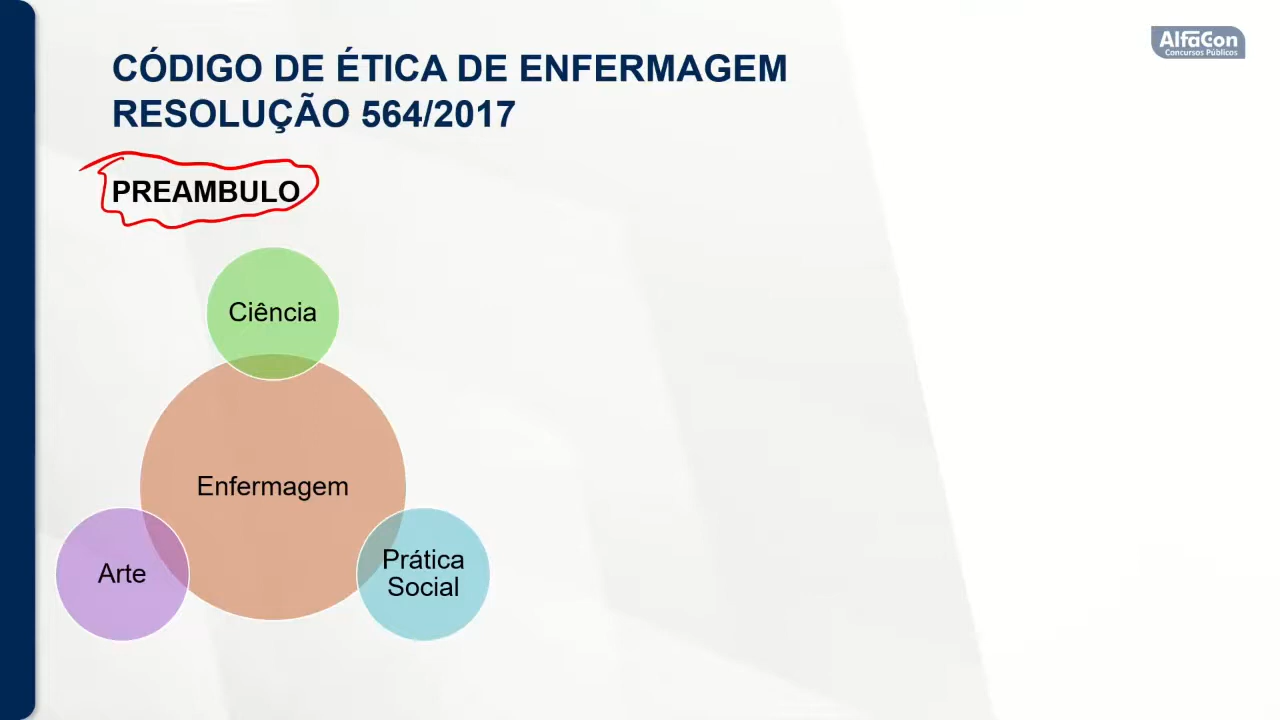 AlfaCon
Concursos Públicos
CÓDIGO DE ÉTICA DE ENFERMAGEM
RESOLUÇÃO 564/2017
PREAMBULO
Ciência
Enfermagem
Arte
Prática
Social